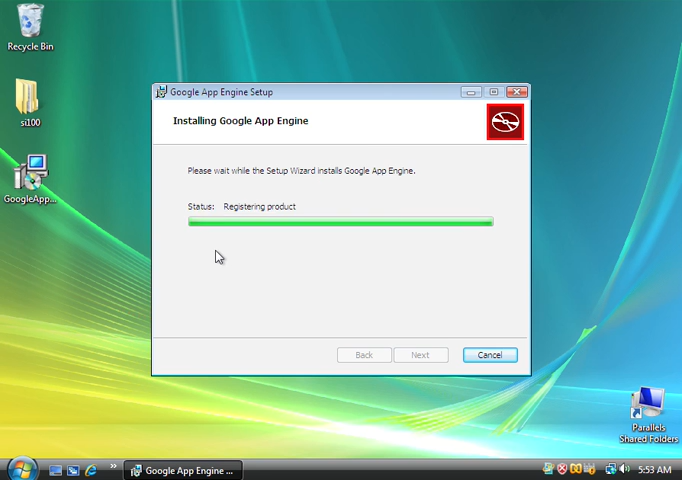 Recycle Bin
si100
GoogleApp...
Google App Engine Setup
Installing Google App Engine
Please wait while the Setup Wizard installs Google App Engine.
Status: Registering product
Back Next Cancel
Parallels
Shared Folders
» Google App Engine ... 5:53 AM